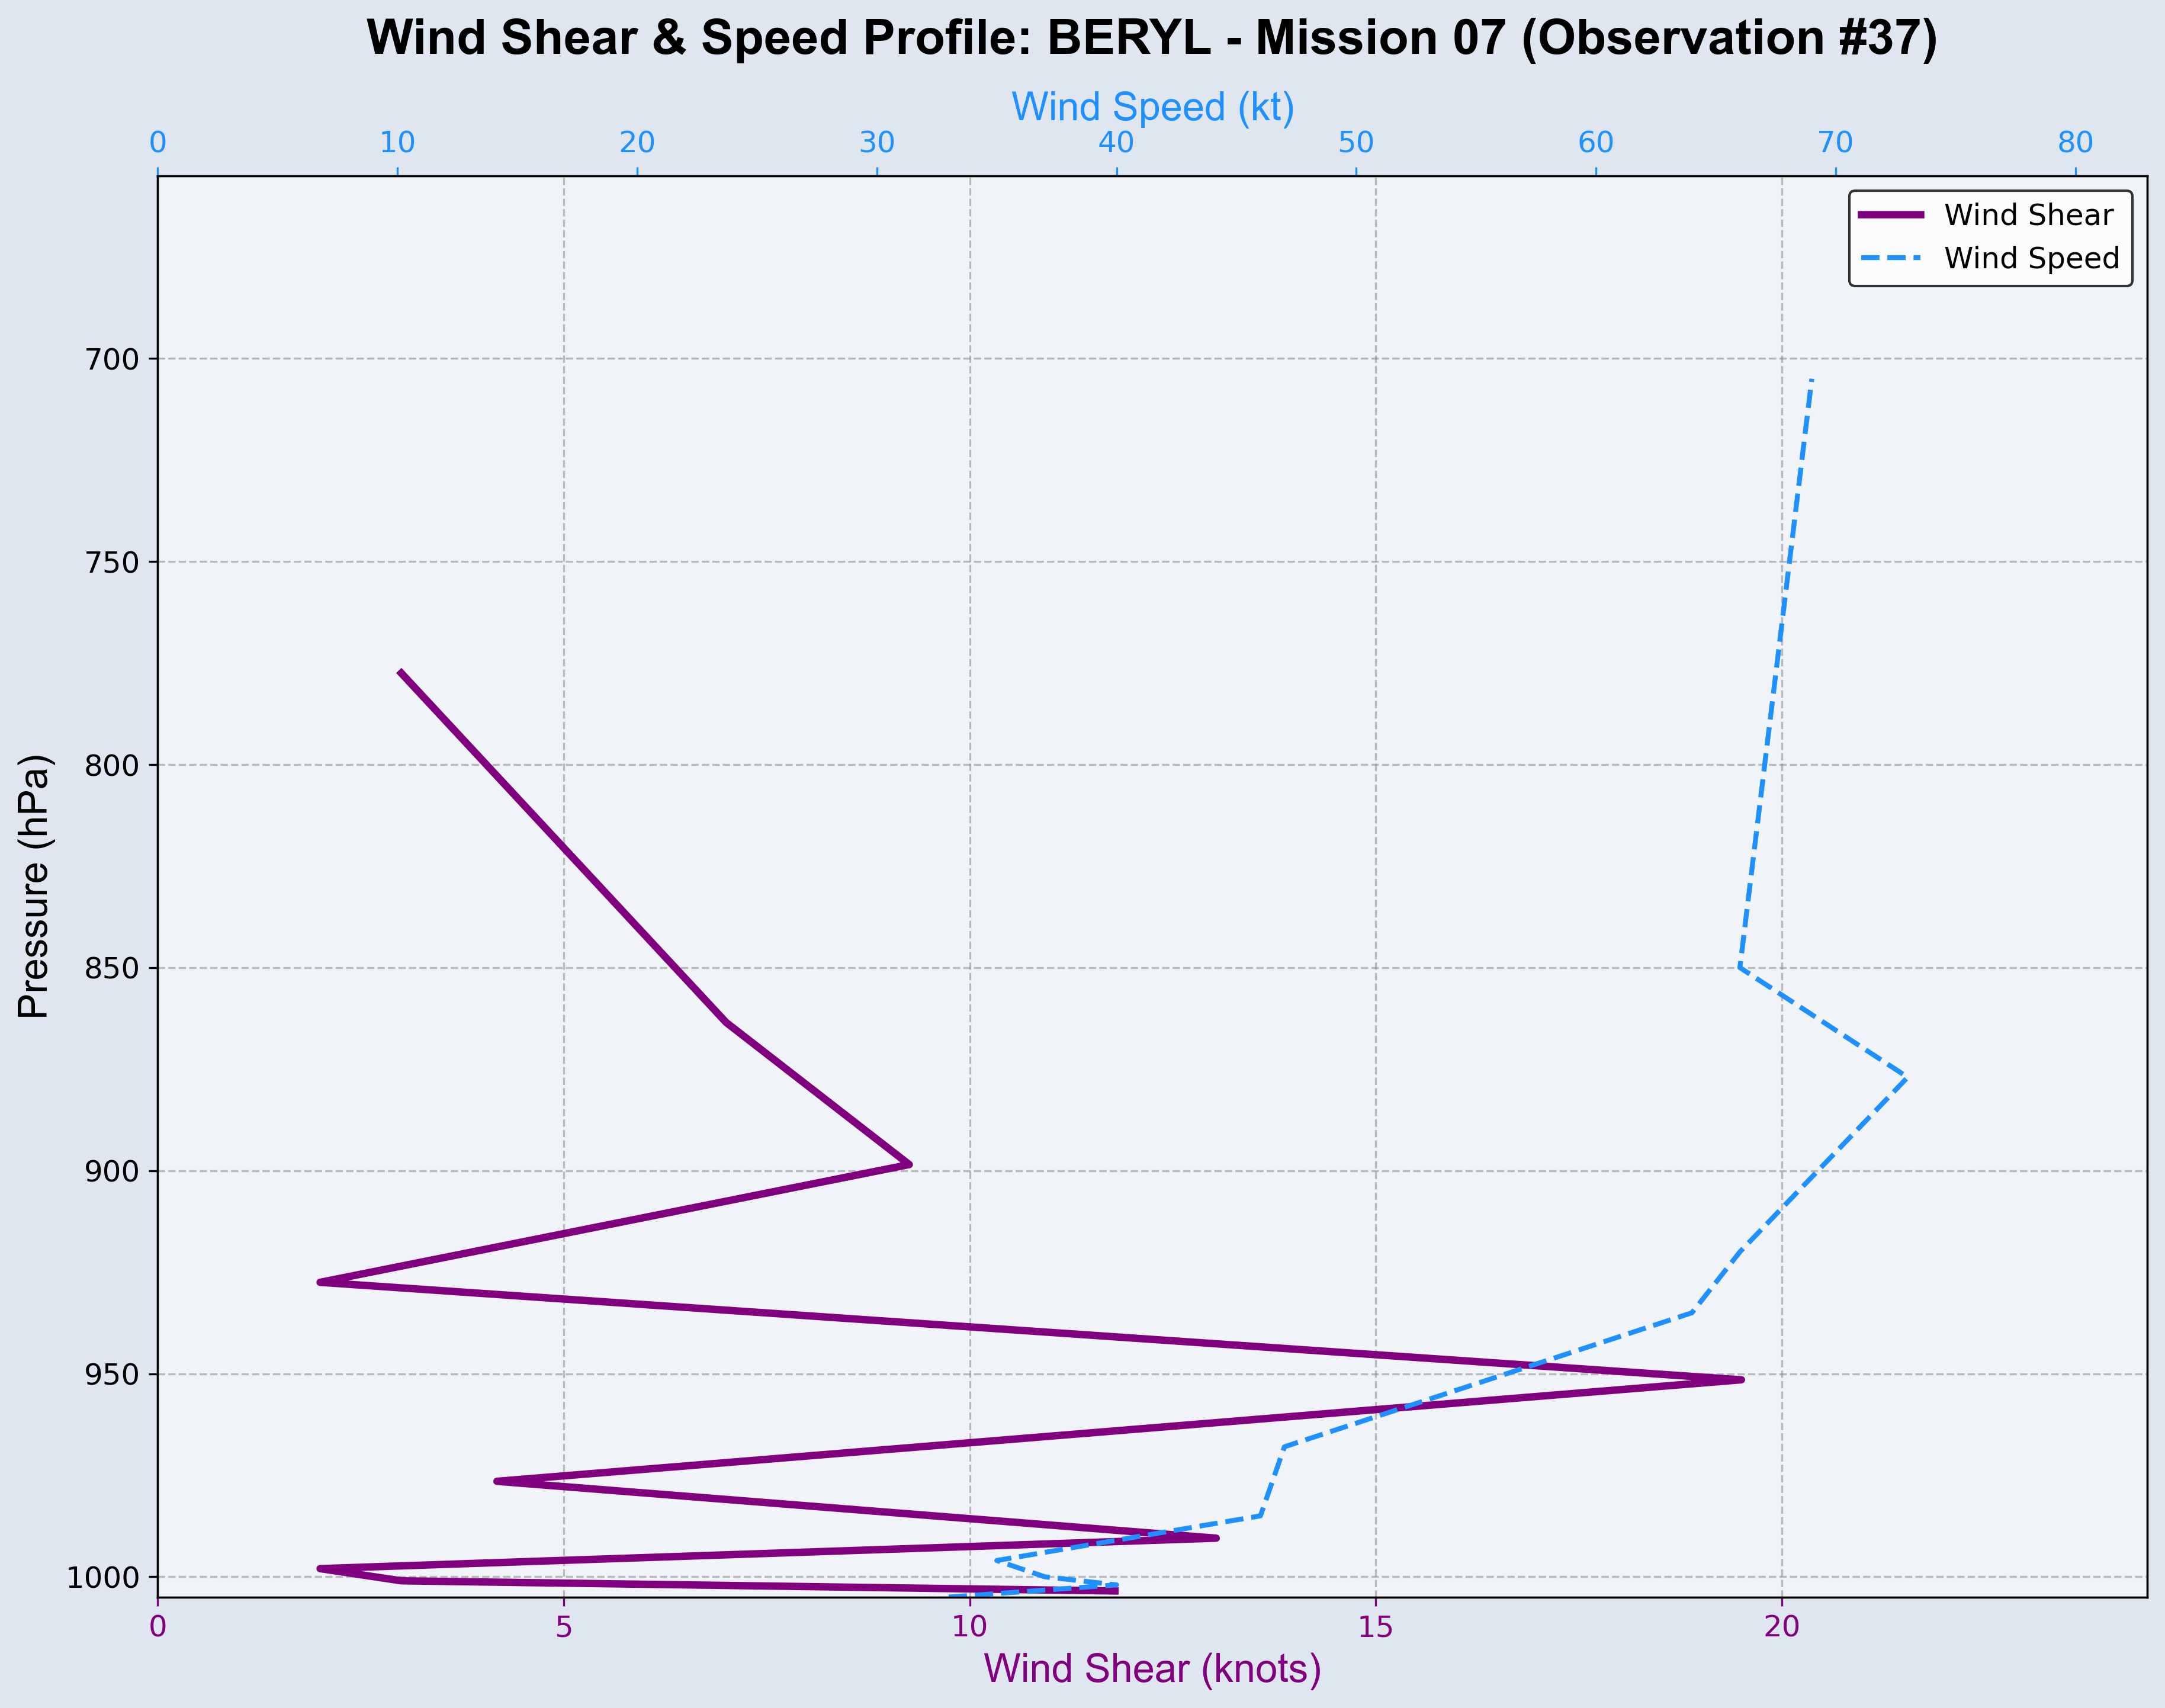 Wind Shear & Speed Profile: BERYL - Mission 07 (Observation #37)
Wind Speed (kt)
0 10 20 30 40 50 60 70 80
Wind Shear
Wind Speed
700
750
800
850
900
950
1000
Pressure (hPa)
0 5 10 15 20
Wind Shear (knots)